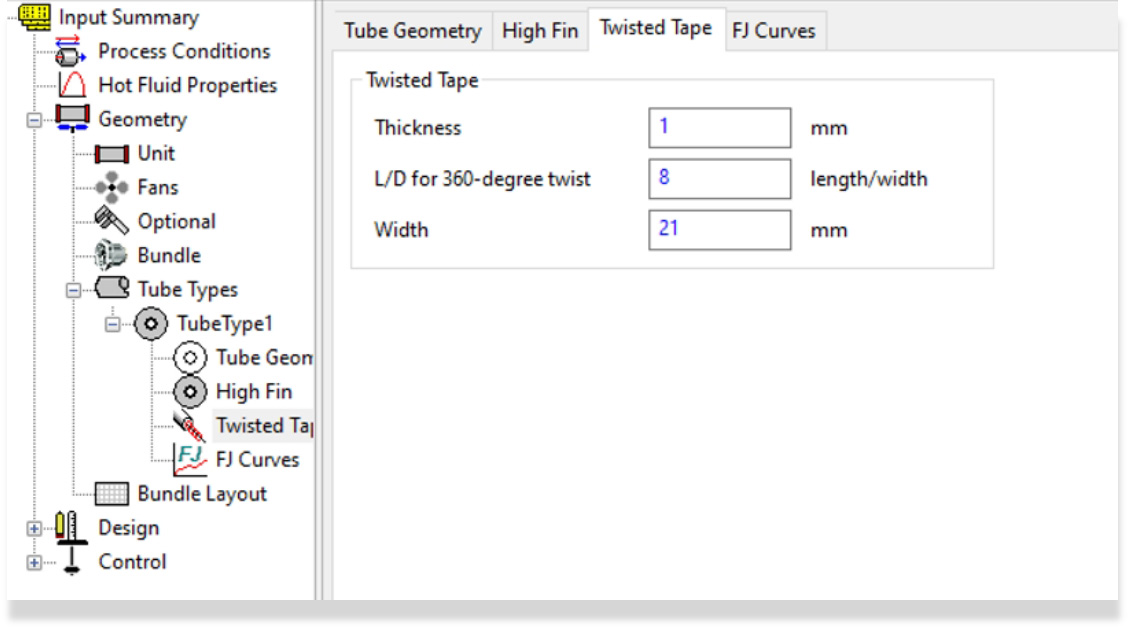 Input Summary
Process Conditions
Hot Fluid Properties
Geometry
Unit
Fans
Optional
Bundle
Tube Types
TubeType1
Tube Geom
High Fin
Twisted Ta
FJ Curves
Bundle Layout
Design
Control
Tube Geometry High Fin Twisted Tape FJ Curves
Twisted Tape
Thickness 1 mm
L/D for 360-degree twist 8 length/width
Width 21 mm